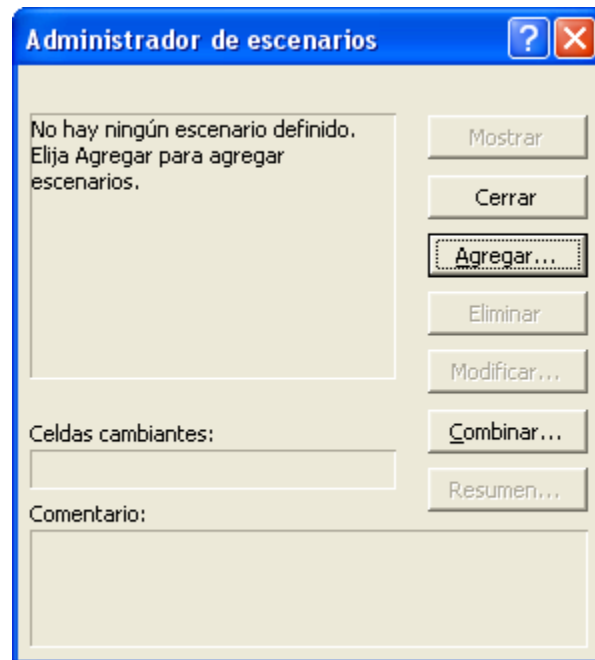 Administrador de escenarios
No hay ningún escenario definido.
Elija Agregar para agregar
escenarios.
Mostrar
Cerrar
Agregar...
Eliminar
Modificar...
Combinar...
Resumen...
Celdas cambiantes:
Comentario: